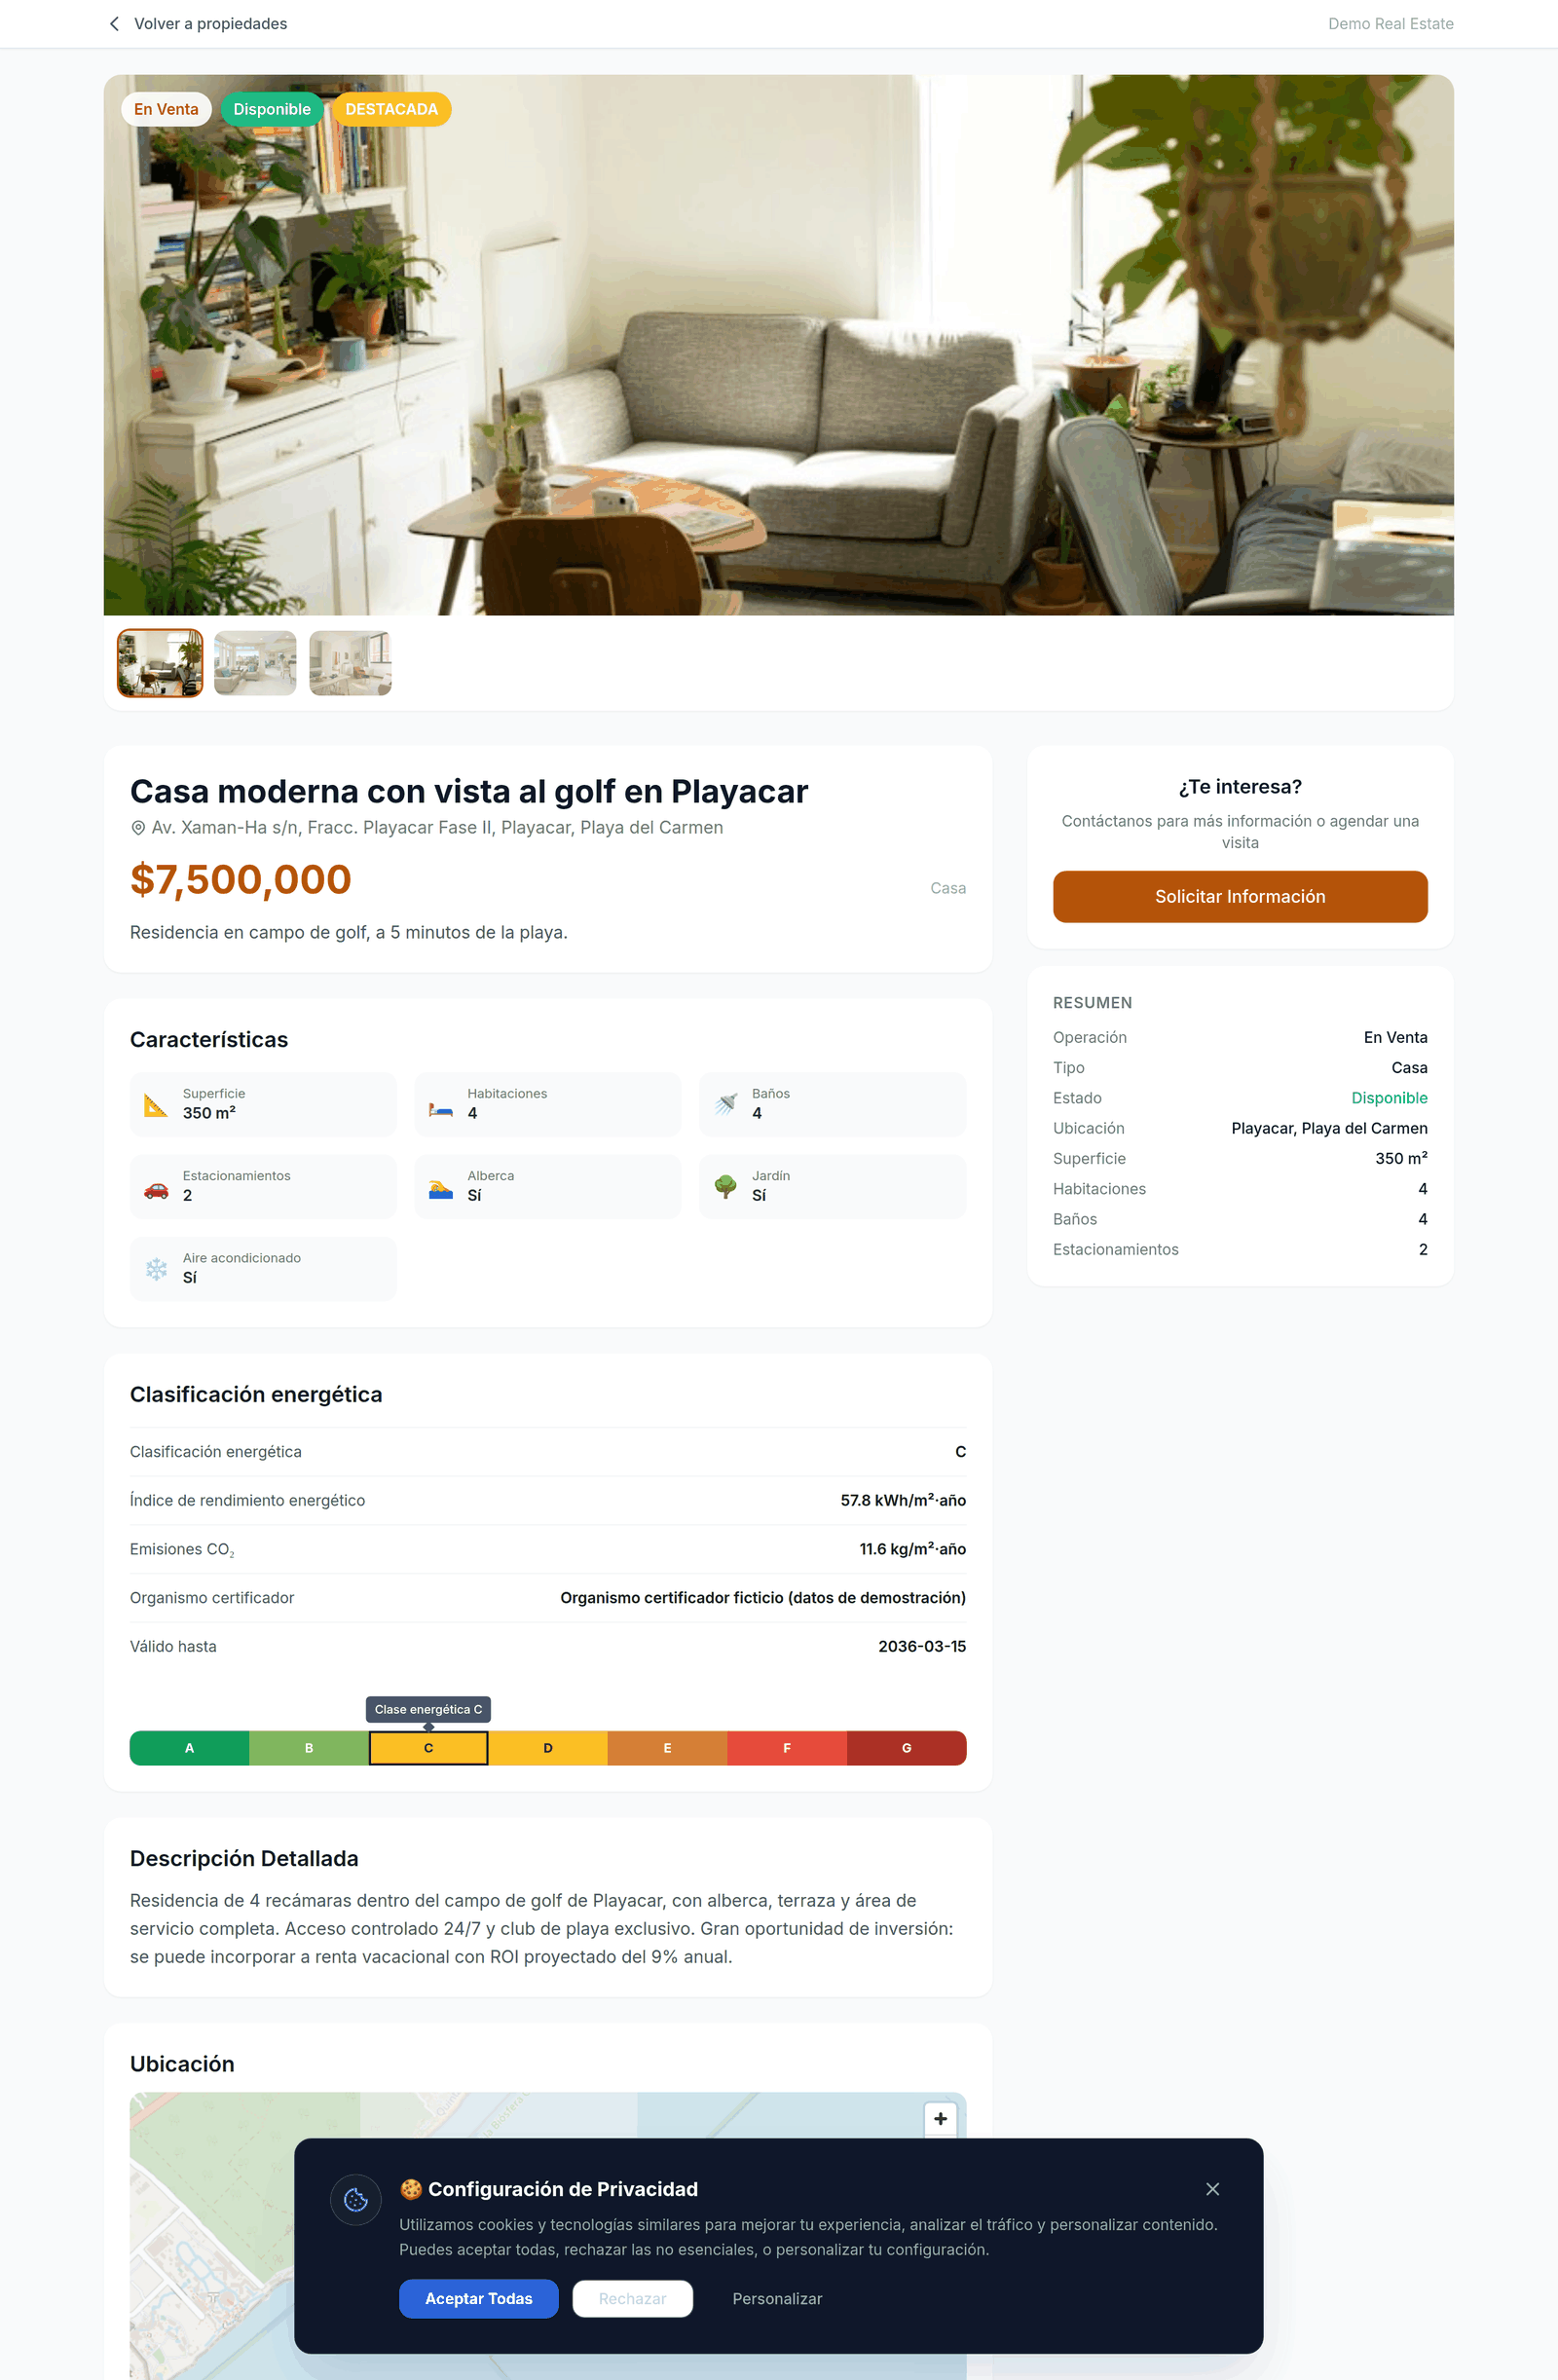 Volver a propiedades
Demo Real Estate
En Venta
Disponible
DESTACADA
Casa moderna con vista al golf en Playacar
Av. Xaman-Ha s/n, Fracc. Playacar Fase II, Playacar, Playa del Carmen
$7,500,000
Casa
Residencia en campo de golf, a 5 minutos de la playa.
¿Te interesa?
Contáctanos para más información o agendar una
visita
Solicitar Información
RESUMEN
Operación
En Venta
Tipo
Casa
Estado
Disponible
Ubicación
Playacar, Playa del Carmen
Superficie
350 m²
Habitaciones
4
Baños
4
Estacionamientos
2
Características
Superficie
350 m²
Habitaciones
4
Baños
4
Estacionamientos
2
Alberca
Sí
Jardín
Sí
Aire acondicionado
Sí
Clasificación energética
Clasificación energética
C
Índice de rendimiento energético
57.8 kWh/m²·año
Emisiones CO₂
11.6 kg/m²·año
Organismo certificador
Organismo certificador ficticio (datos de demostración)
Válido hasta
2036-03-15
Clase energética C
A
B
C
D
E
F
G
Descripción Detallada
Residencia de 4 recámaras dentro del campo de golf de Playacar, con alberca, terraza y área de
servicio completa. Acceso controlado 24/7 y club de playa exclusivo. Gran oportunidad de inversión:
se puede incorporar a renta vacacional con ROI proyectado del 9% anual.
Ubicación
+
🍪 Configuración de Privacidad
Utilizamos cookies y tecnologías similares para mejorar tu experiencia, analizar el tráfico y personalizar contenido.
Puedes aceptar todas, rechazar las no esenciales, o personalizar tu configuración.
Aceptar Todas
Rechazar
Personalizar